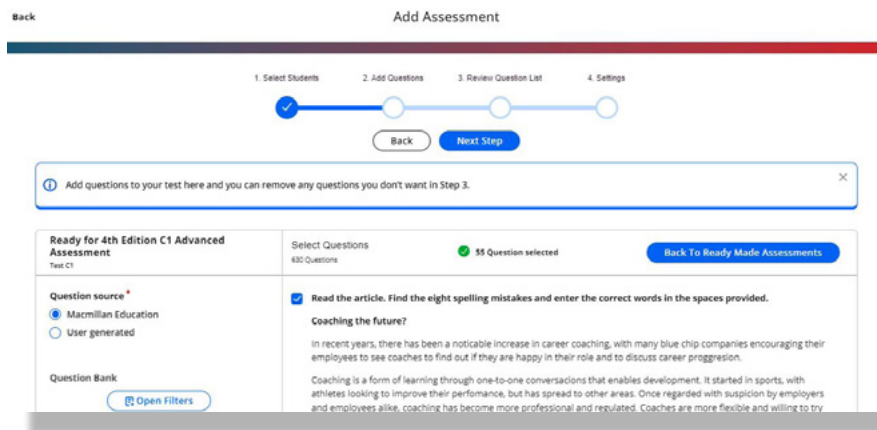 Back
Add Assessment
1. Select Students
2. Add Questions
3. Review Question List
4. Settings
Back
Next Step
Add questions to your test here and you can remove any questions you don't want in Step 3.
Ready for 4th Edition C1 Advanced
Assessment
Test C1
Select Questions
630 Questions
55 Question selected
Back To Ready Made Assessments
Question source *
Macmillan Education
User generated
Question Bank
Open Filters
Read the article. Find the eight spelling mistakes and enter the correct words in the spaces provided.
Coaching the future?
In recent years, there has been a noticable increase in career coaching, with many blue chip companies encouraging their
employees to see coaches to find out if they are happy in their role and to discuss career proggresion.
Coaching is a form of learning through one-to-one conversacions that enables development. It started in sports, with
athletes looking to improve their perfomance, but has spread to other areas. Once regarded with suspicion by employers
and employees alike, coaching has become more professional and regulated. Coaches are more flexible and willing to try